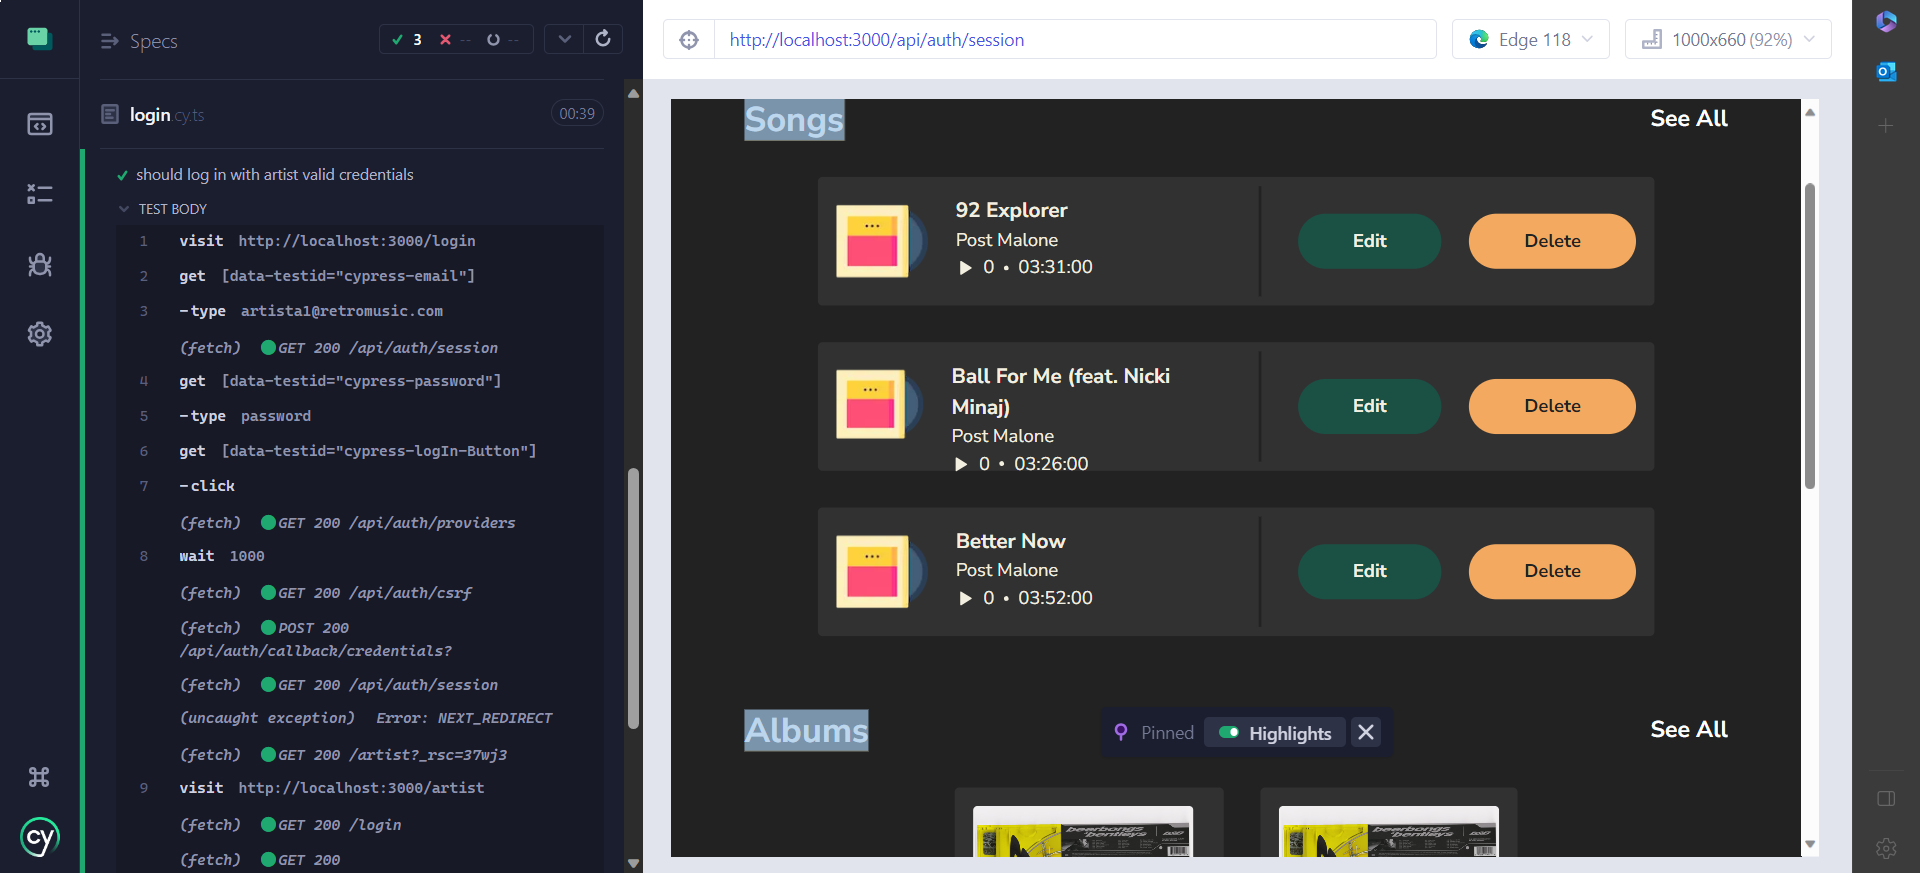 Specs
3 -- --
login.cy.ts
00:39
should log in with artist valid credentials
TEST BODY
1 visit http://localhost:3000/login
2 get [data-testid="cypress-email"]
3 -type artista1@retromusic.com
(fetch) GET 200 /api/auth/session
4 get [data-testid="cypress-password"]
5 -type password
6 get [data-testid="cypress-logIn-Button"]
7 -click
(fetch) GET 200 /api/auth/providers
8 wait 1000
(fetch) GET 200 /api/auth/csrf
(fetch) POST 200
/api/auth/callback/credentials?
(fetch) GET 200 /api/auth/session
(uncaught exception) Error: NEXT_REDIRECT
(fetch) GET 200 /artist?_rsc=37wj3
9 visit http://localhost:3000/artist
(fetch) GET 200 /login
(fetch) GET 200
cy
http://localhost:3000/api/auth/session
Edge 118
1000x660 (92%)
Songs
See All
92 Explorer
Post Malone
0 • 03:31:00
Edit
Delete
Ball For Me (feat. Nicki
Minaj)
Post Malone
0 • 03:26:00
Edit
Delete
Better Now
Post Malone
0 • 03:52:00
Edit
Delete
Albums
Pinned
Highlights
See All
beerbongs
bentleys
beerbongs
bentleys